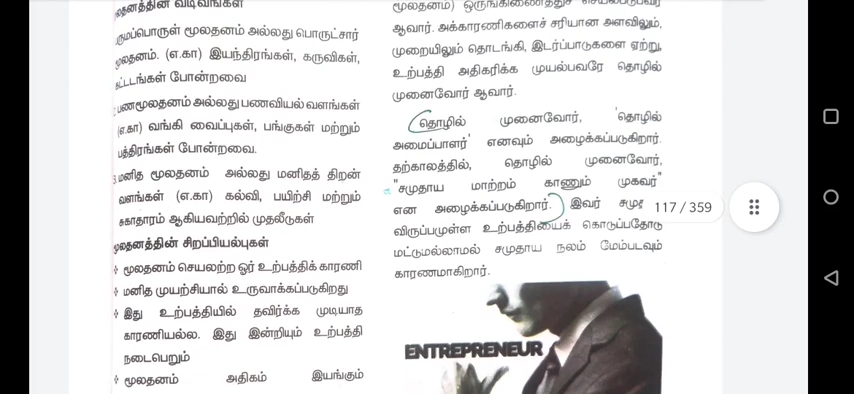 மூலதனத்தின் வடிவங்கள்
பருமப்பொருள் மூலதனம் அல்லது பொருட்சார்
மூலதனம். (எ.கா) இயந்திரங்கள், கருவிகள்,
கட்டடங்கள் போன்றவை
பணமூலதனம் அல்லது பணவியல் வளங்கள்
(எ.கா) வங்கி வைப்புகள், பங்குகள் மற்றும்
பத்திரங்கள் போன்றவை.
3. மனித மூலதனம் அல்லது மனிதத் திறன்
வளங்கள் (எ.கா) கல்வி, பயிற்சி மற்றும்
சுகாதாரம் ஆகியவற்றில் முதலீடுகள்
மூலதனத்தின் சிறப்பியல்புகள்
மூலதனம் செயலற்ற ஓர் உற்பத்திக் காரணி
மனித முயற்சியால் உருவாக்கப்படுகிறது
இது உற்பத்தியில் தவிர்க்க முடியாத
காரணியல்ல. இது இன்றியும் உற்பத்தி
நடைபெறும்
மூலதனம் அதிகம் இயங்கும்
மூலதனம்) ஒருங்கிணைத்துச் செயல்படுபவர்
ஆவார். அக்காரணிகளைச் சரியான அளவிலும்,
முறையிலும் தொடங்கி, இடர்ப்பாடுகளை ஏற்று,
உற்பத்தி அதிகரிக்க முயல்பவரே தொழில்
முனைவோர் ஆவார்.
தொழில் முனைவோர், 'தொழில்
அமைப்பாளர்' எனவும் அழைக்கப்படுகிறார்.
தற்காலத்தில், தொழில் முனைவோர்,
"சமுதாய மாற்றம் காணும் முகவர்"
என அழைக்கப்படுகிறார். இவர்
விருப்பமுள்ள உற்பத்தியைக் கொடுப்பதோடு
மட்டுமல்லாமல் சமுதாய நலம் மேம்படவும்
காரணமாகிறார்.
ENTREPRENEUR
117 / 359